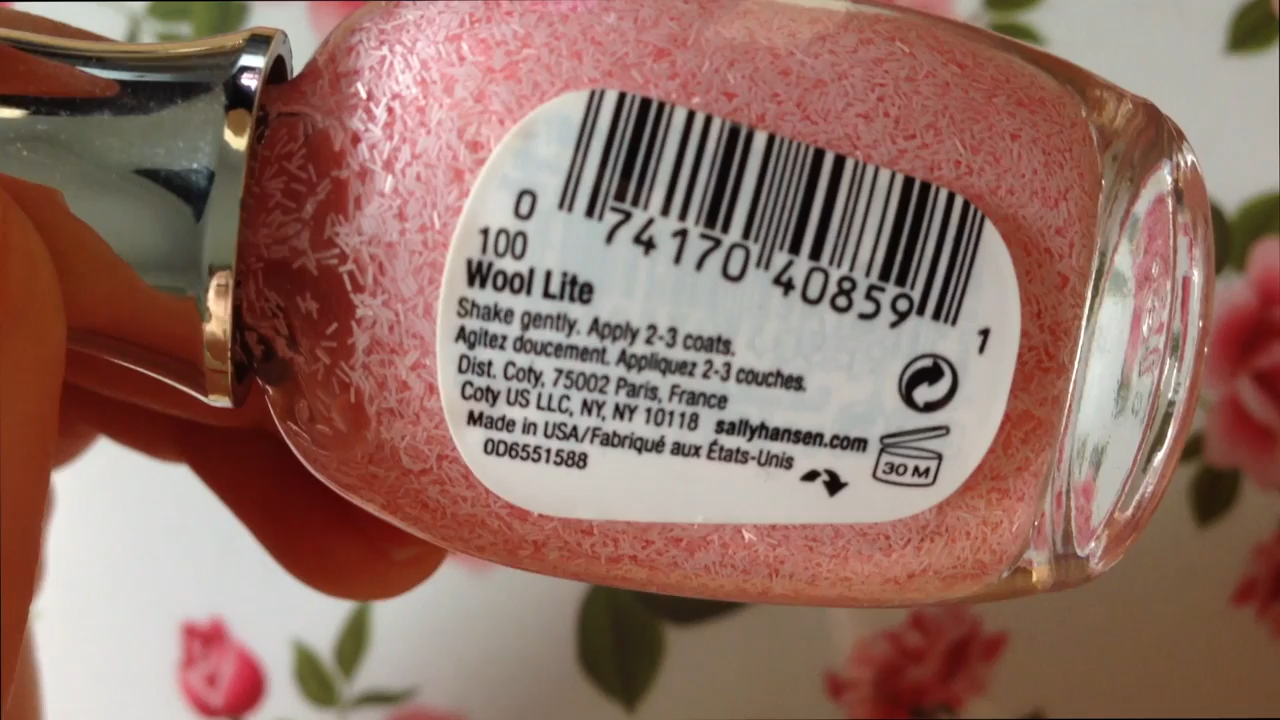 0 74170 40859 1
100
Wool Lite
Shake gently. Apply 2-3 coats.
Agitez doucement. Appliquez 2-3 couches.
Dist. Coty, 75002 Paris, France
Coty US LLC, NY, NY 10118 sallyhansen.com
Made in USA/Fabriqué aux États-Unis
0D6551588
30 M